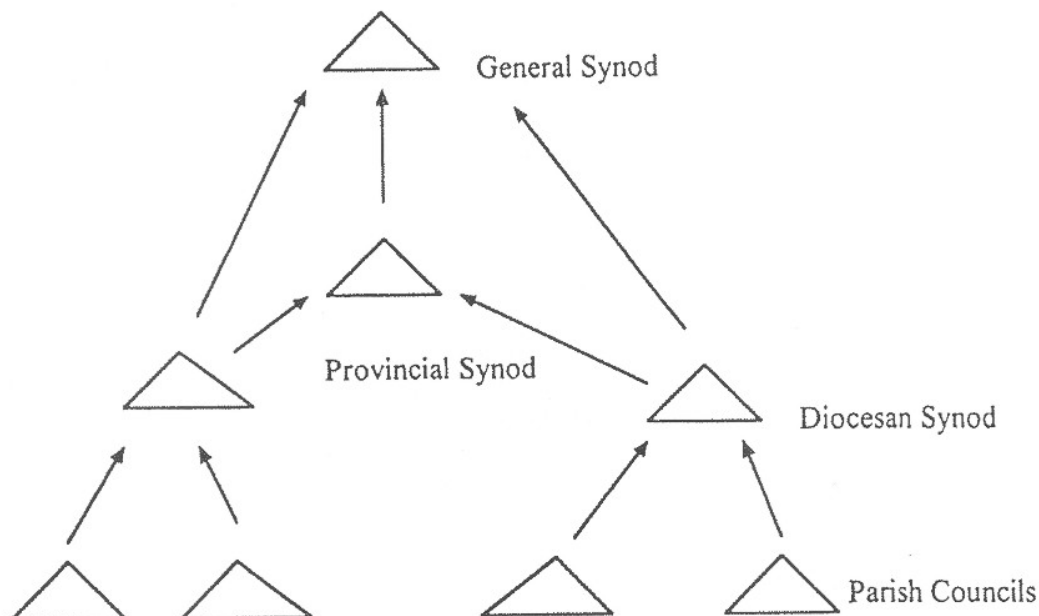 General Synod
Provincial Synod
Diocesan Synod
Parish Councils